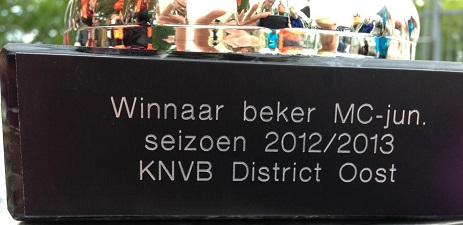 Winnaar beker MC-jun.
seizoen 2012/2013
KNVB District Oost